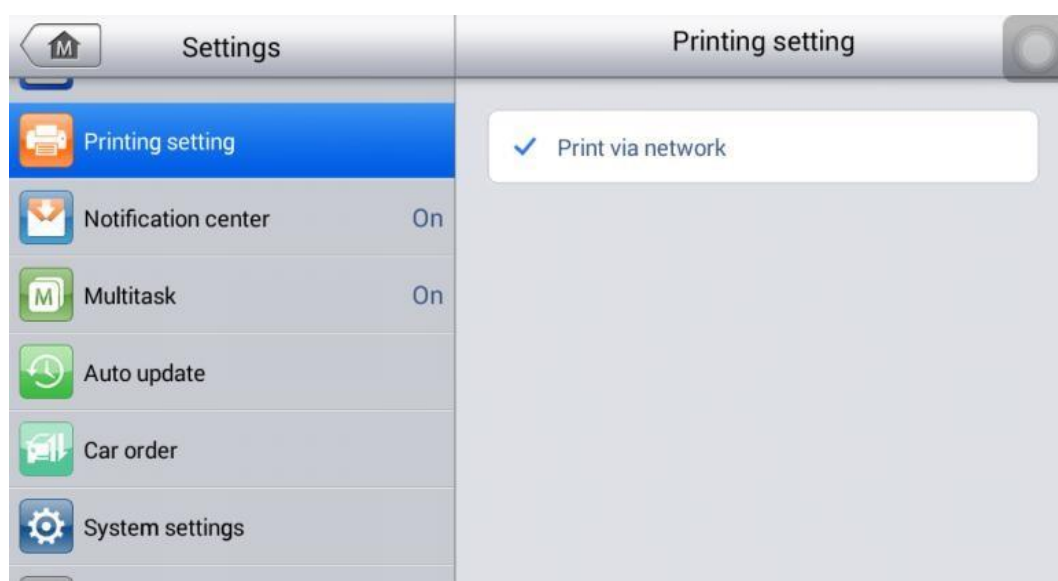 M
Settings
Printing setting
Printing setting
Print via network
Notification center
On
M
Multitask
On
Auto update
Car order
System settings